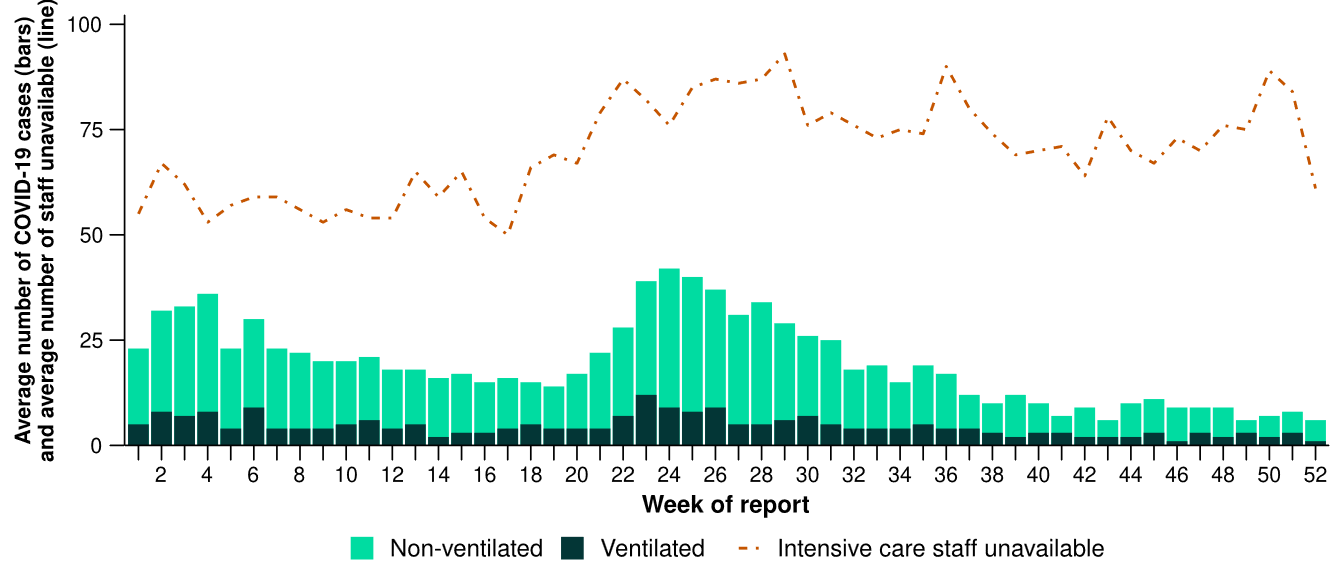 Average number of COVID-19 cases (bars)
and average number of staff unavailable (line)
100
75
50
25
0
2 4 6 8 10 12 14 16 18 20 22 24 26 28 30 32 34 36 38 40 42 44 46 48 50 52
Week of report
Non-ventilated Ventilated Intensive care staff unavailable